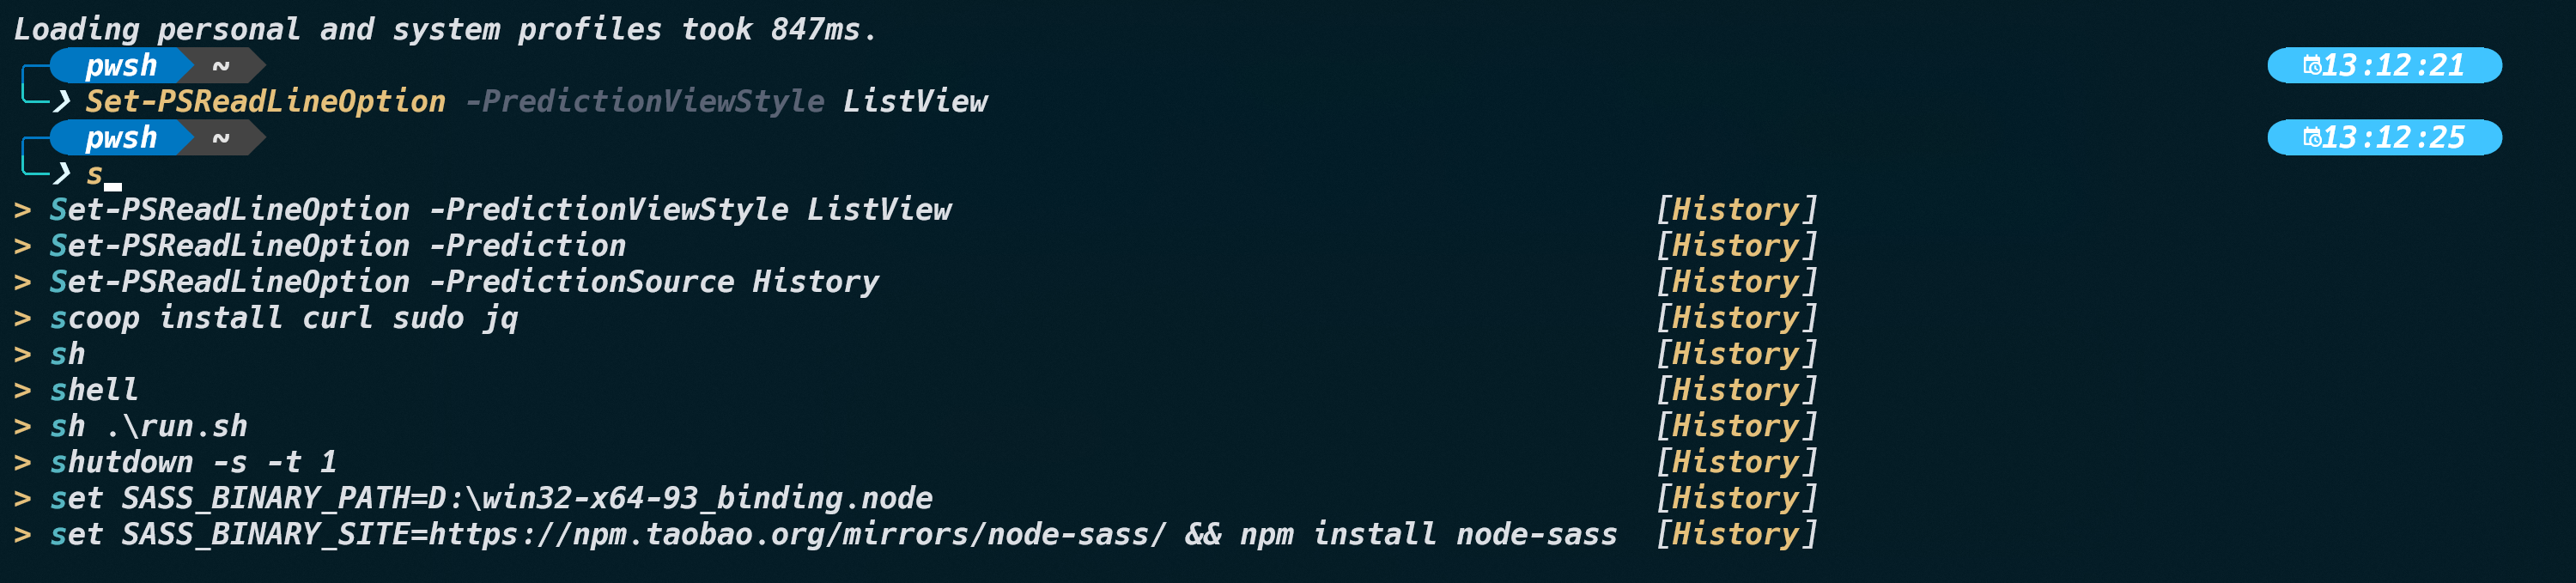 Loading personal and system profiles took 847ms.
pwsh ~ 13:12:21
❯ Set-PSReadLineOption -PredictionViewStyle ListView
pwsh ~ 13:12:25
❯ s
> Set-PSReadLineOption -PredictionViewStyle ListView [History]
> Set-PSReadLineOption -Prediction [History]
> Set-PSReadLineOption -PredictionSource History [History]
> scoop install curl sudo jq [History]
> sh [History]
> shell [History]
> sh .\run.sh [History]
> shutdown -s -t 1 [History]
> set SASS_BINARY_PATH=D:\win32-x64-93_binding.node [History]
> set SASS_BINARY_SITE=https://npm.taobao.org/mirrors/node-sass/ && npm install node-sass [History]